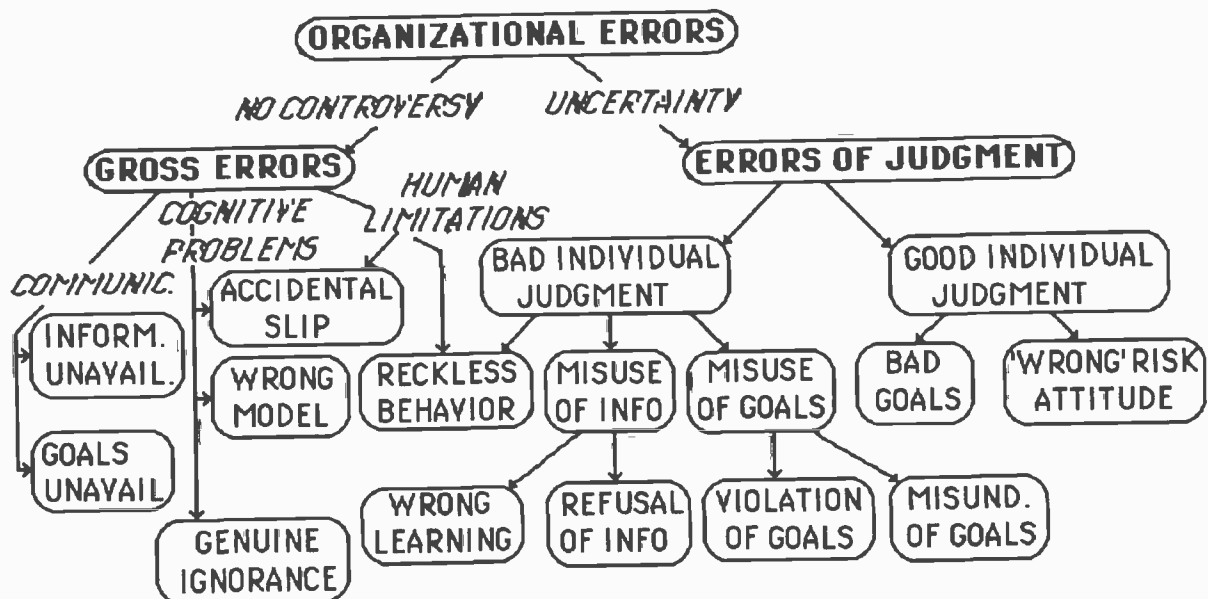 ORGANIZATIONAL ERRORS
NO CONTROVERSY
UNCERTAINTY
GROSS ERRORS
ERRORS OF JUDGMENT
COGNITIVE
PROBLEMS
HUMAN
LIMITATIONS
COMMUNIC.
ACCIDENTAL
SLIP
BAD INDIVIDUAL
JUDGMENT
GOOD INDIVIDUAL
JUDGMENT
INFORM.
UNAVAIL.
WRONG
MODEL
RECKLESS
BEHAVIOR
MISUSE
OF INFO
MISUSE
OF GOALS
BAD
GOALS
'WRONG' RISK
ATTITUDE
GOALS
UNAVAIL
GENUINE
IGNORANCE
WRONG
LEARNING
REFUSAL
OF INFO
VIOLATION
OF GOALS
MISUND.
OF GOALS